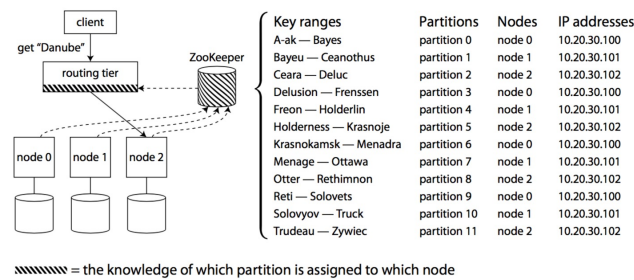 client
get “Danube”
routing tier
ZooKeeper
node 0
node 1
node 2
Key ranges Partitions Nodes IP addresses
A-ak — Bayes partition 0 node 0 10.20.30.100
Bayeu — Ceanothus partition 1 node 1 10.20.30.101
Ceara — Deluc partition 2 node 2 10.20.30.102
Delusion — Frenssen partition 3 node 0 10.20.30.100
Freon — Holderlin partition 4 node 1 10.20.30.101
Holderness — Krasnoje partition 5 node 2 10.20.30.102
Krasnokamsk — Menadra partition 6 node 0 10.20.30.100
Menage — Ottawa partition 7 node 1 10.20.30.101
Otter — Rethimnon partition 8 node 2 10.20.30.102
Reti — Solovets partition 9 node 0 10.20.30.100
Solovyov — Truck partition 10 node 1 10.20.30.101
Trudeau — Zywiec partition 11 node 2 10.20.30.102
= the knowledge of which partition is assigned to which node